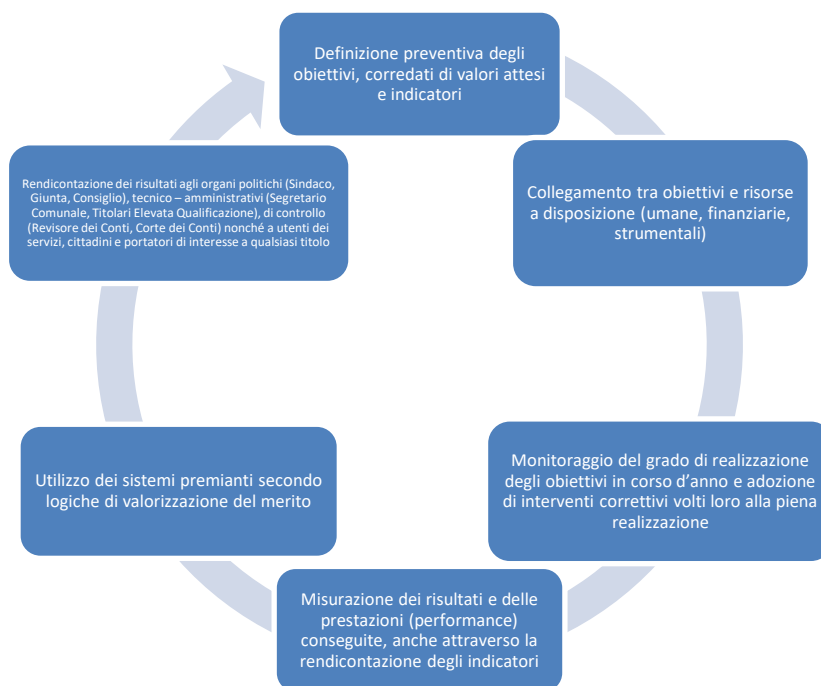 Definizione preventiva degli
obiettivi, corredati di valori attesi
e indicatori
Collegamento tra obiettivi e risorse
a disposizione (umane, finanziarie,
strumentali)
Monitoraggio del grado di realizzazione
degli obiettivi in corso d’anno e adozione
di interventi correttivi volti loro alla piena
realizzazione
Misurazione dei risultati e delle
prestazioni (performance)
conseguite, anche attraverso la
rendicontazione degli indicatori
Utilizzo dei sistemi premianti secondo
logiche di valorizzazione del merito
Rendicontazione dei risultati agli organi politici (Sindaco,
Giunta, Consiglio), tecnico – amministrativi (Segretario
Comunale, Titolari Elevata Qualificazione), di controllo
(Revisore dei Conti, Corte dei Conti) nonché a utenti dei
servizi, cittadini e portatori di interesse a qualsiasi titolo